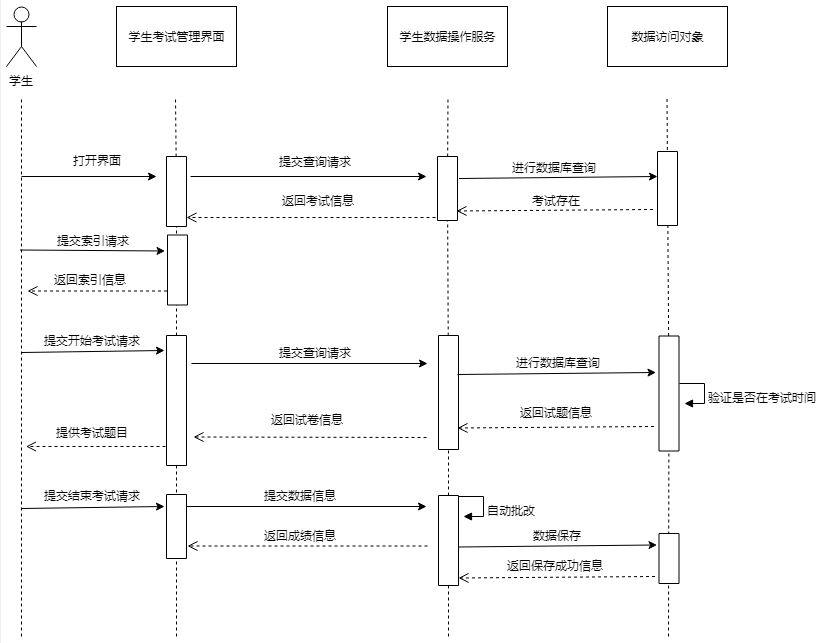 学生考试管理界面
学生数据操作服务
数据访问对象
学生
打开界面
提交查询请求
进行数据库查询
返回考试信息
考试存在
提交索引请求
返回索引信息
提交开始考试请求
提交查询请求
进行数据库查询
验证是否在考试时间
返回试题信息
返回试卷信息
提供考试题目
提交结束考试请求
提交数据信息
自动批改
返回成绩信息
数据保存
返回保存成功信息